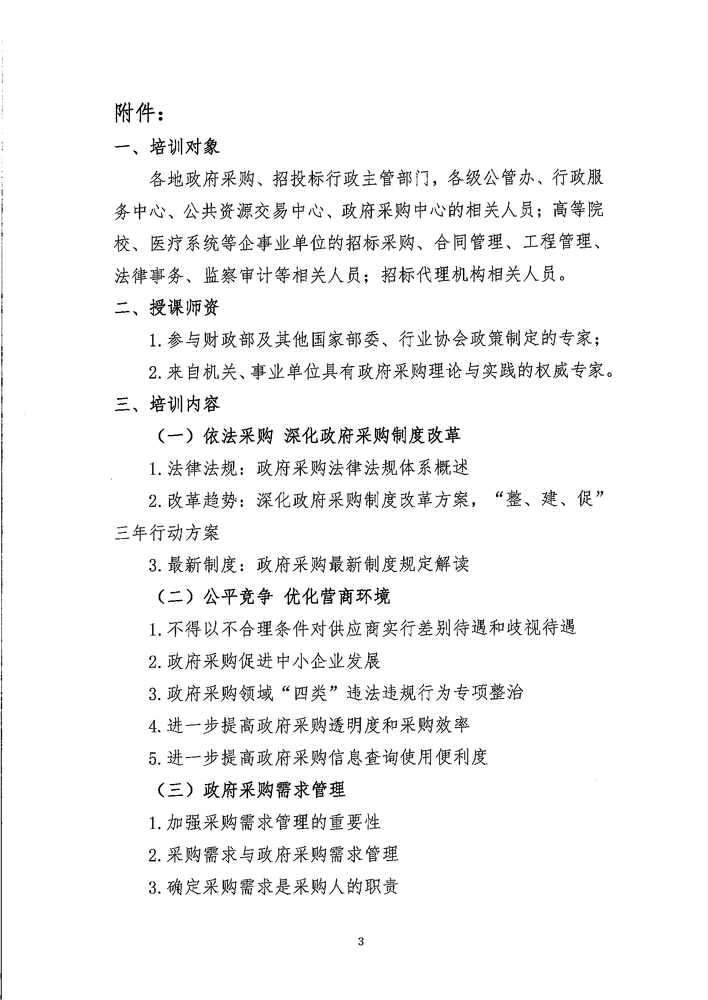 附件：
一、培训对象
各地政府采购、招投标行政主管部门，各级公管办、行政服
务中心、公共资源交易中心、政府采购中心的相关人员；高等院
校、医疗系统等企事业单位的招标采购、合同管理、工程管理、
法律事务、监察审计等相关人员；招标代理机构相关人员。
二、授课师资
1.参与财政部及其他国家部委、行业协会政策制定的专家；
2.来自机关、事业单位具有政府采购理论与实践的权威专家。
三、培训内容
（一）依法采购 深化政府采购制度改革
1.法律法规：政府采购法律法规体系概述
2.改革趋势：深化政府采购制度改革方案，“整、建、促”
三年行动方案
3.最新制度：政府采购最新制度规定解读
（二）公平竞争 优化营商环境
1.不得以不合理条件对供应商实行差别待遇和歧视待遇
2.政府采购促进中小企业发展
3.政府采购领域“四类”违法违规行为专项整治
4.进一步提高政府采购透明度和采购效率
5.进一步提高政府采购信息查询使用便利度
（三）政府采购需求管理
1.加强采购需求管理的重要性
2.采购需求与政府采购需求管理
3.确定采购需求是采购人的职责
3